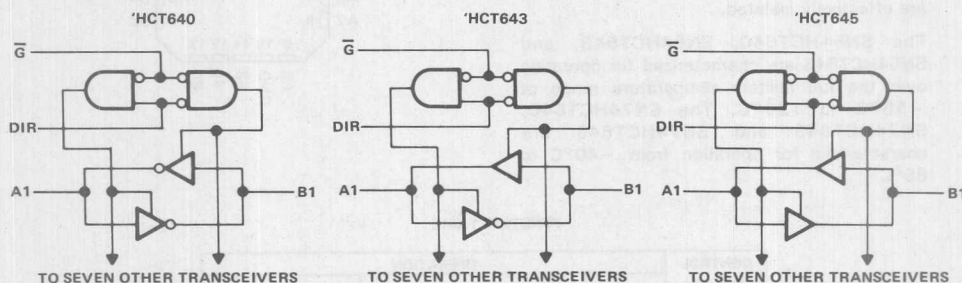 'HCT640
G̅
DIR
A1
B1
TO SEVEN OTHER TRANSCEIVERS
'HCT643
G̅
DIR
A1
B1
TO SEVEN OTHER TRANSCEIVERS
'HCT645
G̅
DIR
A1
B1
TO SEVEN OTHER TRANSCEIVERS